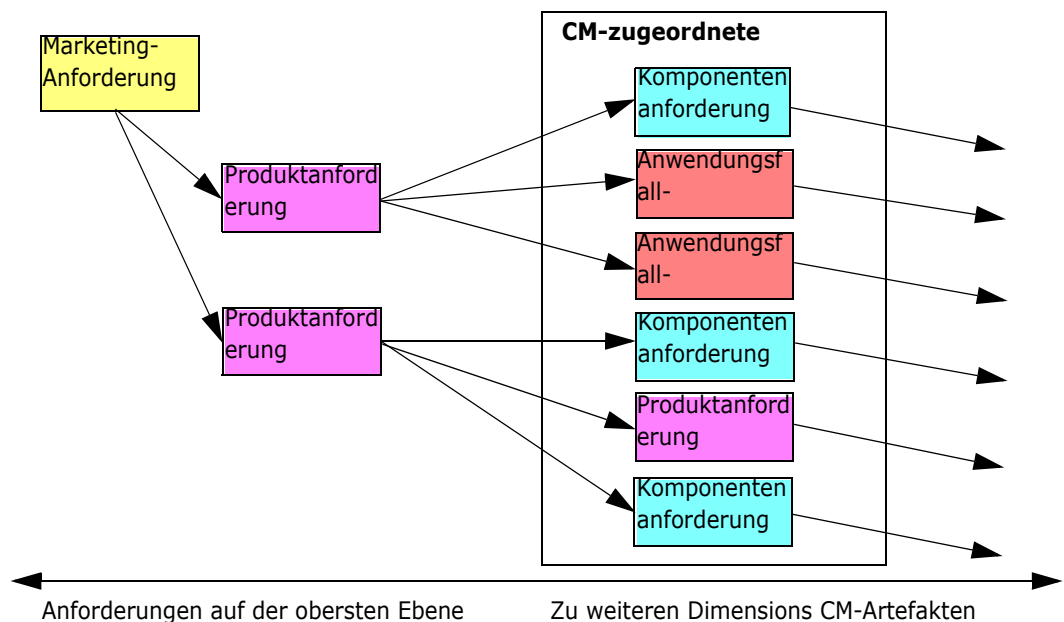 CM-zugeordnete
Marketing-
Anforderung
Komponenten
anforderung
Produktanford
erung
Anwendungsf
all-
Anwendungsf
all-
Produktanford
erung
Komponenten
anforderung
Produktanford
erung
Komponenten
anforderung
Anforderungen auf der obersten Ebene
Zu weiteren Dimensions CM-Artefakten